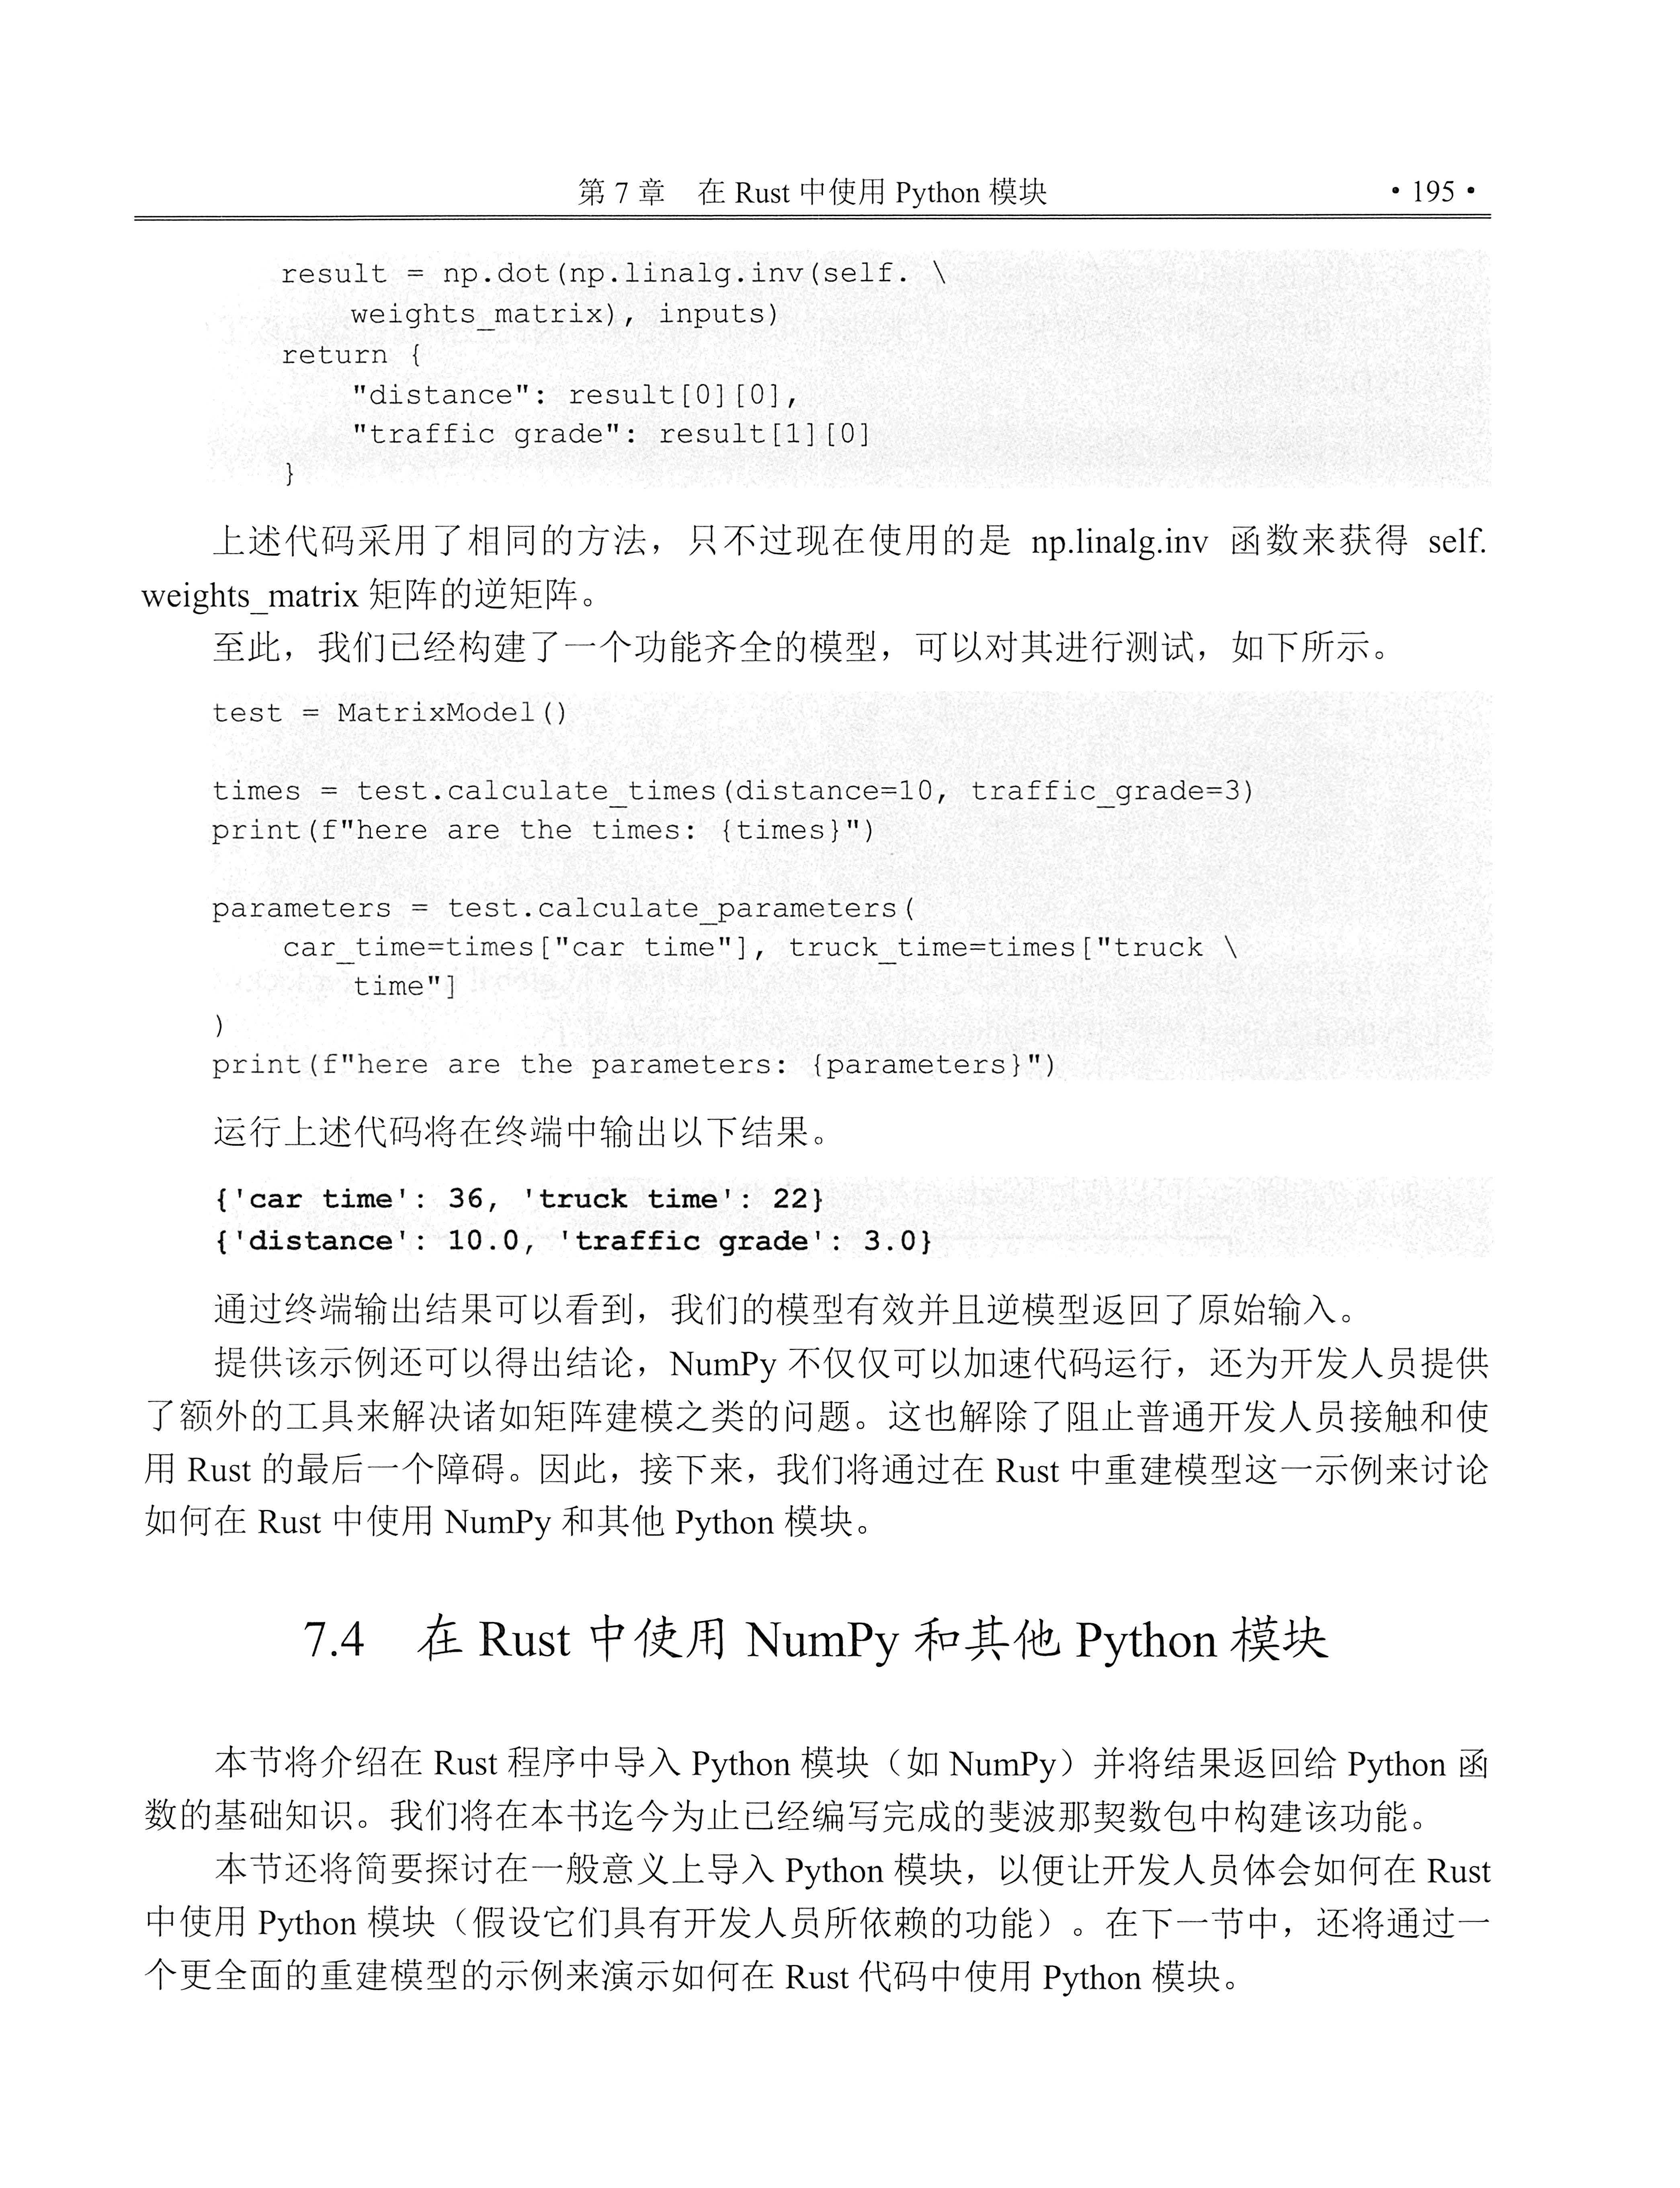 第 7 章　在 Rust 中使用 Python 模块　• 195 •
result = np.dot(np.linalg.inv(self. \
    weights_matrix), inputs)
return {
    "distance": result[0][0],
    "traffic grade": result[1][0]
}
上述代码采用了相同的方法，只不过现在使用的是 np.linalg.inv 函数来获得 self.
weights_matrix 矩阵的逆矩阵。
至此，我们已经构建了一个功能齐全的模型，可以对其进行测试，如下所示。
test = MatrixModel()
times = test.calculate_times(distance=10, traffic_grade=3)
print(f"here are the times: {times}")
parameters = test.calculate_parameters(
    car_time=times["car time"], truck_time=times["truck \
        time"]
)
print(f"here are the parameters: {parameters}")
运行上述代码将在终端中输出以下结果。
{'car time': 36, 'truck time': 22}
{'distance': 10.0, 'traffic grade': 3.0}
通过终端输出结果可以看到，我们的模型有效并且逆模型返回了原始输入。
提供该示例还可以得出结论，NumPy 不仅仅可以加速代码运行，还为开发人员提供
了额外的工具来解决诸如矩阵建模之类的问题。这也解除了阻止普通开发人员接触和使
用 Rust 的最后一个障碍。因此，接下来，我们将通过在 Rust 中重建模型这一示例来讨论
如何在 Rust 中使用 NumPy 和其他 Python 模块。
7.4　在 Rust 中使用 NumPy 和其他 Python 模块
本节将介绍在 Rust 程序中导入 Python 模块（如 NumPy）并将结果返回给 Python 函
数的基础知识。我们将在本书迄今为止已经编写完成的斐波那契数包中构建该功能。
本节还将简要探讨在一般意义上导入 Python 模块，以便让开发人员体会如何在 Rust
中使用 Python 模块（假设它们具有开发人员所依赖的功能）。在下一节中，还将通过一
个更全面的重建模型的示例来演示如何在 Rust 代码中使用 Python 模块。